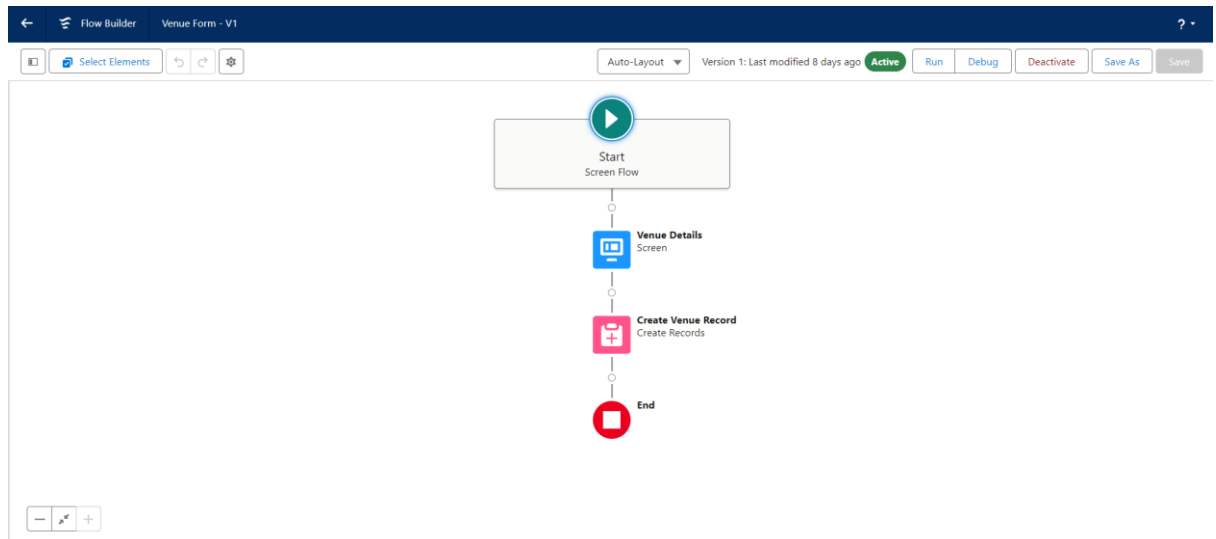 Flow Builder Venue Form - V1 ?
Select Elements Auto-Layout Version 1: Last modified 8 days ago Active Run Debug Deactivate Save As Save
Start
Screen Flow
Venue Details
Screen
Create Venue Record
Create Records
End